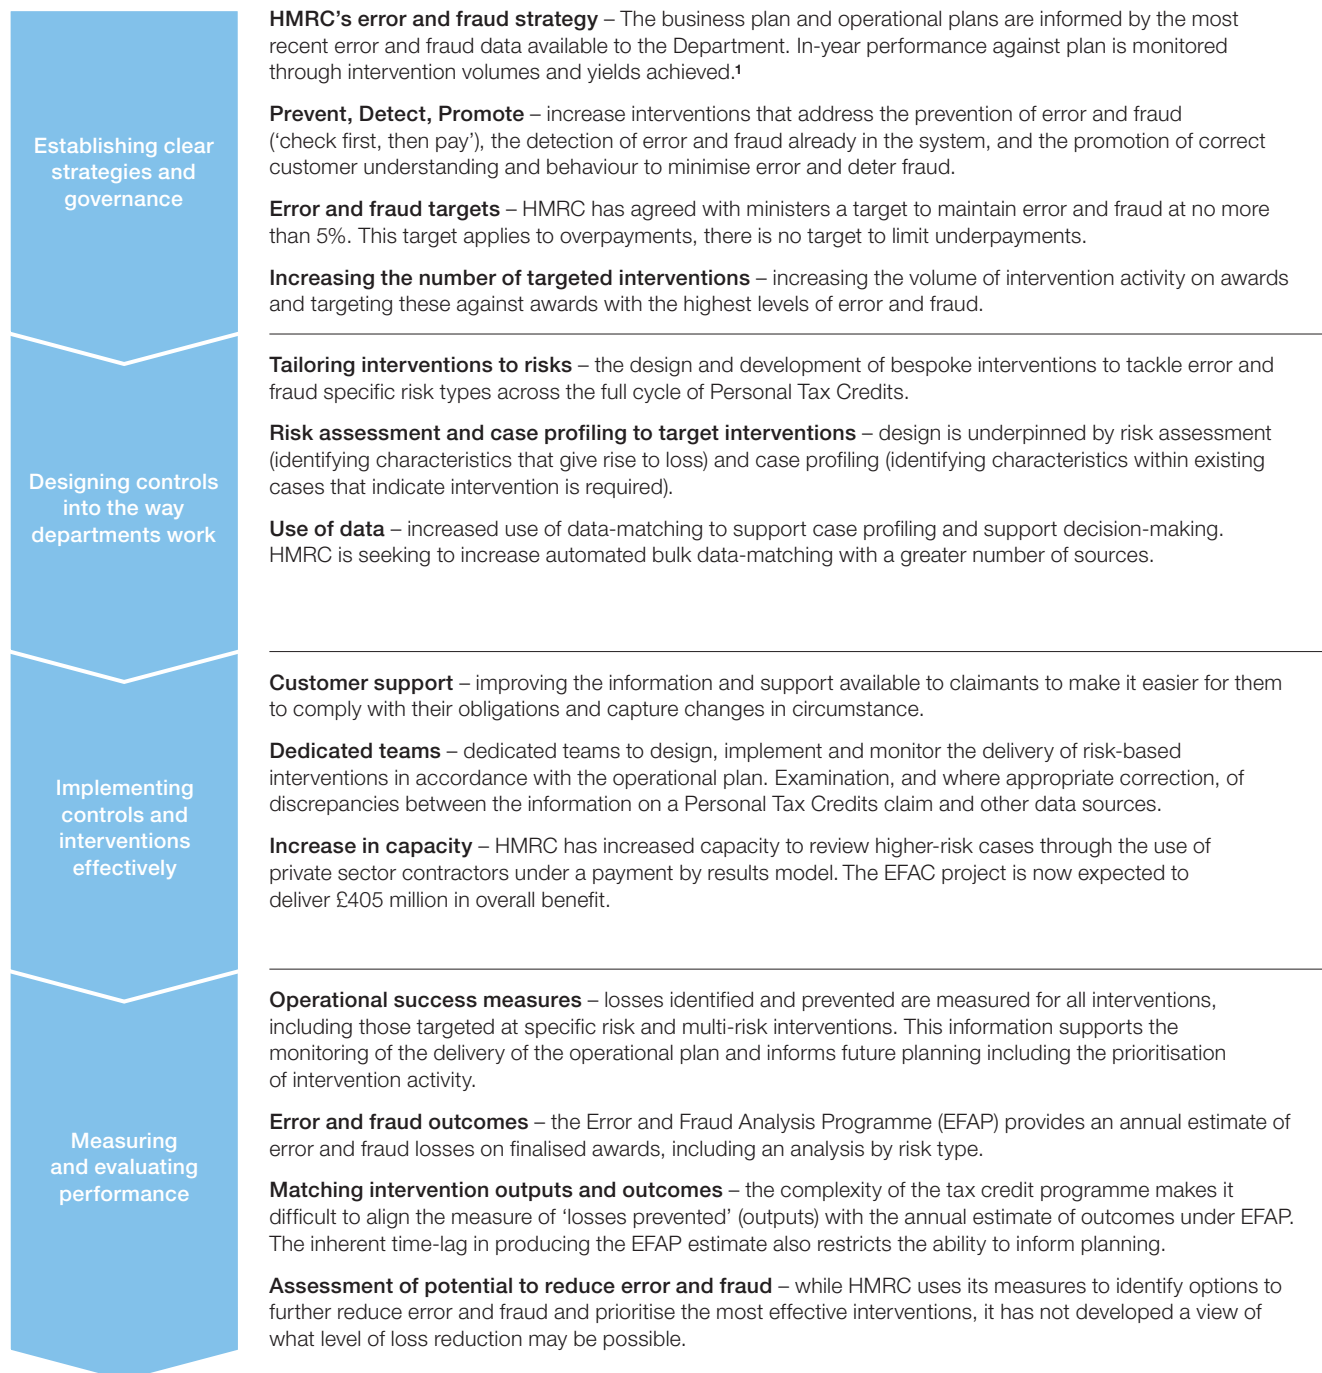 Establishing clear
strategies and
governance
HMRC's error and fraud strategy – The business plan and operational plans are informed by the most
recent error and fraud data available to the Department. In-year performance against plan is monitored
through intervention volumes and yields achieved.¹
Prevent, Detect, Promote – increase interventions that address the prevention of error and fraud
('check first, then pay'), the detection of error and fraud already in the system, and the promotion of correct
customer understanding and behaviour to minimise error and deter fraud.
Error and fraud targets – HMRC has agreed with ministers a target to maintain error and fraud at no more
than 5%. This target applies to overpayments, there is no target to limit underpayments.
Increasing the number of targeted interventions – increasing the volume of intervention activity on awards
and targeting these against awards with the highest levels of error and fraud.
Designing controls
into the way
departments work
Tailoring interventions to risks – the design and development of bespoke interventions to tackle error and
fraud specific risk types across the full cycle of Personal Tax Credits.
Risk assessment and case profiling to target interventions – design is underpinned by risk assessment
(identifying characteristics that give rise to loss) and case profiling (identifying characteristics within existing
cases that indicate intervention is required).
Use of data – increased use of data-matching to support case profiling and support decision-making.
HMRC is seeking to increase automated bulk data-matching with a greater number of sources.
Implementing
controls and
interventions
effectively
Customer support – improving the information and support available to claimants to make it easier for them
to comply with their obligations and capture changes in circumstance.
Dedicated teams – dedicated teams to design, implement and monitor the delivery of risk-based
interventions in accordance with the operational plan. Examination, and where appropriate correction, of
discrepancies between the information on a Personal Tax Credits claim and other data sources.
Increase in capacity – HMRC has increased capacity to review higher-risk cases through the use of
private sector contractors under a payment by results model. The EFAC project is now expected to
deliver £405 million in overall benefit.
Measuring
and evaluating
performance
Operational success measures – losses identified and prevented are measured for all interventions,
including those targeted at specific risk and multi-risk interventions. This information supports the
monitoring of the delivery of the operational plan and informs future planning including the prioritisation
of intervention activity.
Error and fraud outcomes – the Error and Fraud Analysis Programme (EFAP) provides an annual estimate of
error and fraud losses on finalised awards, including an analysis by risk type.
Matching intervention outputs and outcomes – the complexity of the tax credit programme makes it
difficult to align the measure of 'losses prevented' (outputs) with the annual estimate of outcomes under EFAP.
The inherent time-lag in producing the EFAP estimate also restricts the ability to inform planning.
Assessment of potential to reduce error and fraud – while HMRC uses its measures to identify options to
further reduce error and fraud and prioritise the most effective interventions, it has not developed a view of
what level of loss reduction may be possible.